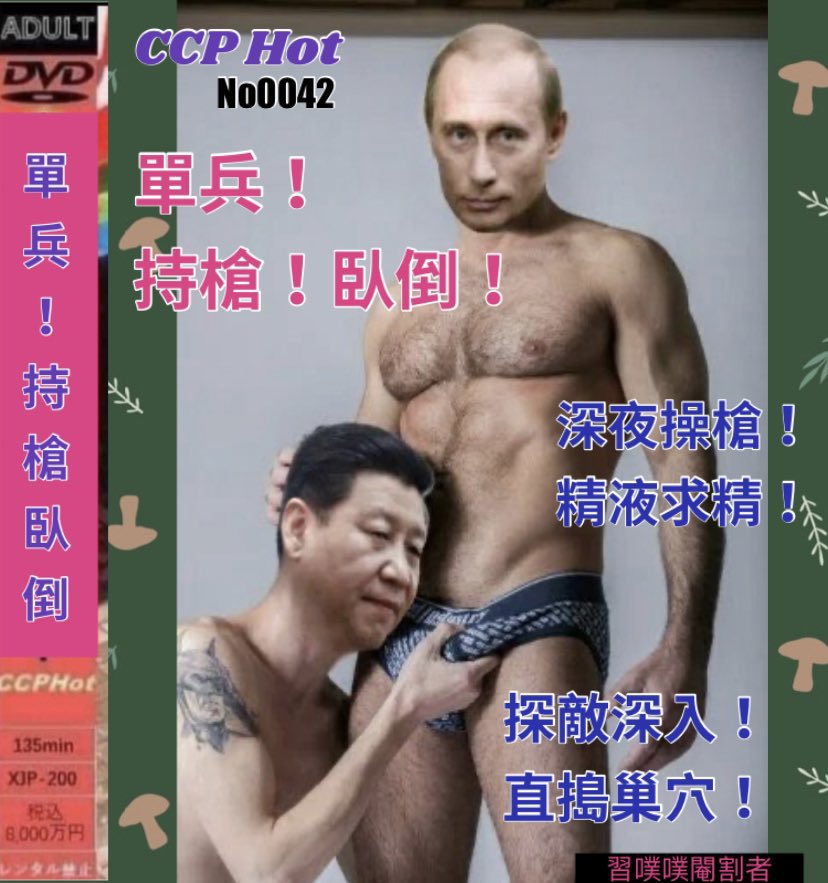 ADULT
DVD
單兵！持槍臥倒
CCPHot
135min
XJP-200
税込
8,000万円
レンタル禁止
CCP Hot
No0042
單兵！
持槍！臥倒！
深夜操槍！
精液求精！
探敵深入！
直搗巢穴！
習噗噗閹割者